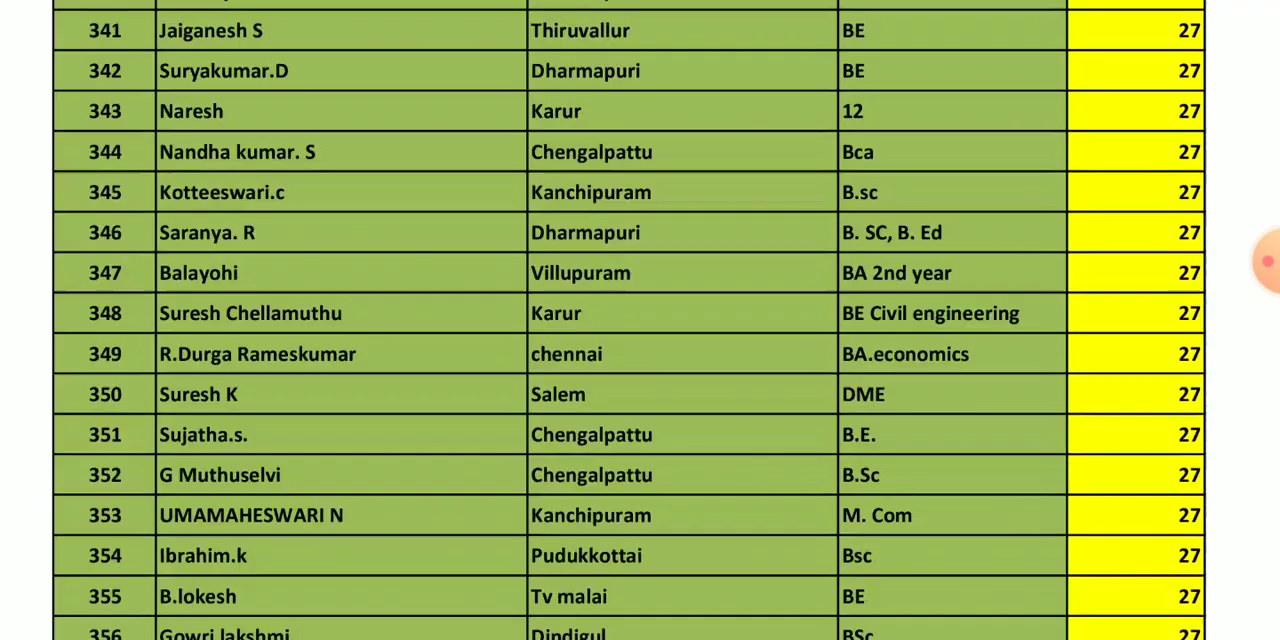 341 Jaiganesh S Thiruvallur BE 27
342 Suryakumar.D Dharmapuri BE 27
343 Naresh Karur 12 27
344 Nandha kumar. S Chengalpattu Bca 27
345 Kotteeswari.c Kanchipuram B.sc 27
346 Saranya. R Dharmapuri B. SC, B. Ed 27
347 Balayohi Villupuram BA 2nd year 27
348 Suresh Chellamuthu Karur BE Civil engineering 27
349 R.Durga Rameskumar chennai BA.economics 27
350 Suresh K Salem DME 27
351 Sujatha.s. Chengalpattu B.E. 27
352 G Muthuselvi Chengalpattu B.Sc 27
353 UMAMAHESWARI N Kanchipuram M. Com 27
354 Ibrahim.k Pudukkottai Bsc 27
355 B.lokesh Tv malai BE 27
356 Gowri lakshmi Dindigul BSc 27